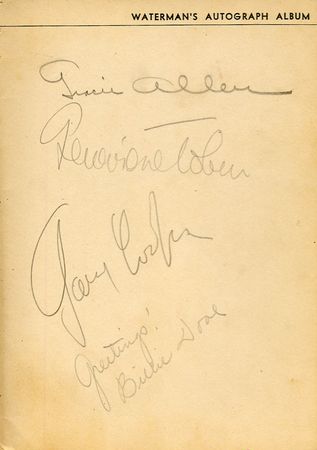 WATERMAN'S AUTOGRAPH ALBUM
Gracie Allen
Genevieve Tobin
Gary Cooper
Greetings!
Billie Dove